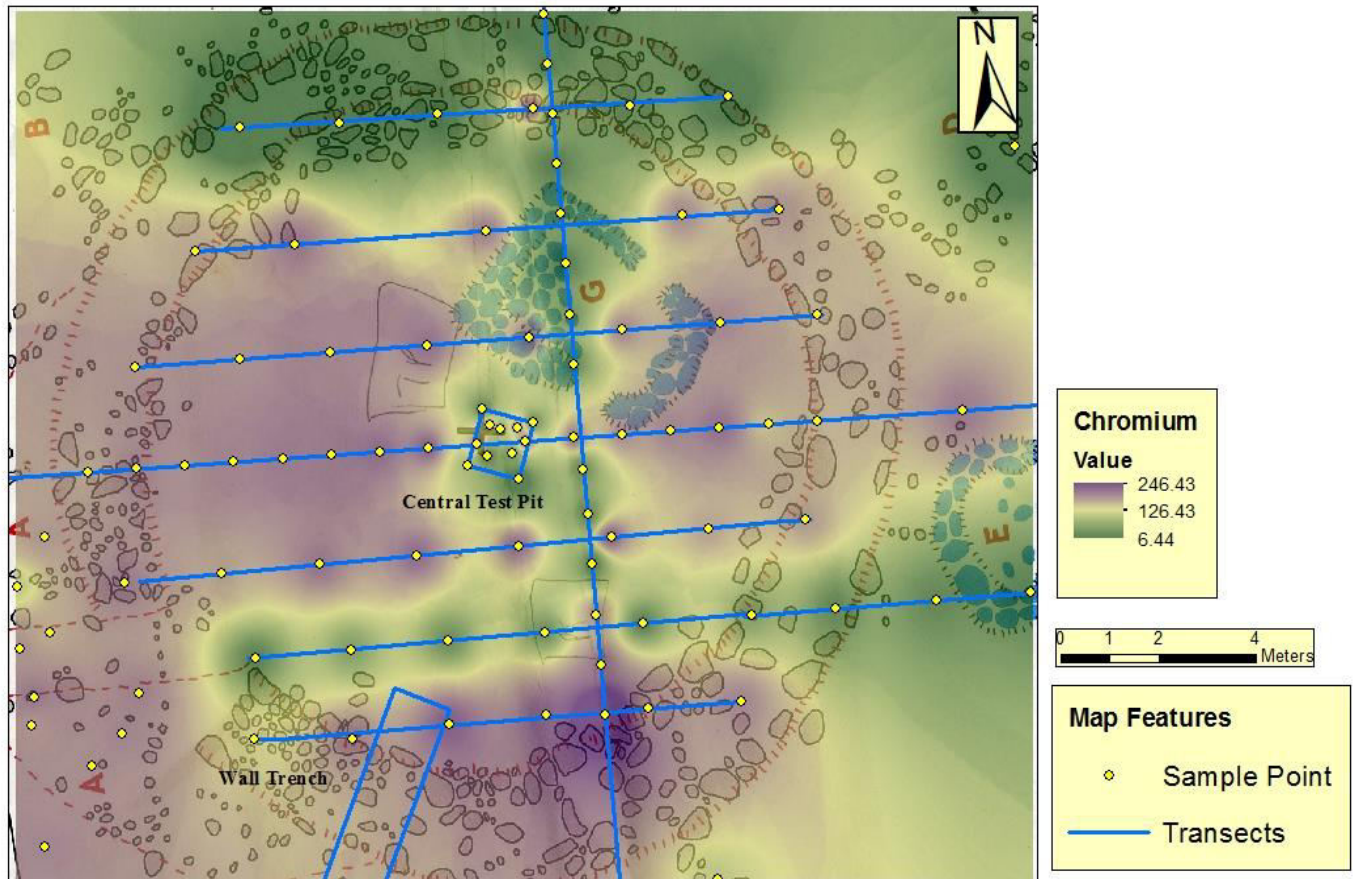 N
B
D
G
Central Test Pit
A
E
Wall Trench
A
Chromium
Value
246.43
126.43
6.44
0 1 2 4
Meters
Map Features
Sample Point
Transects